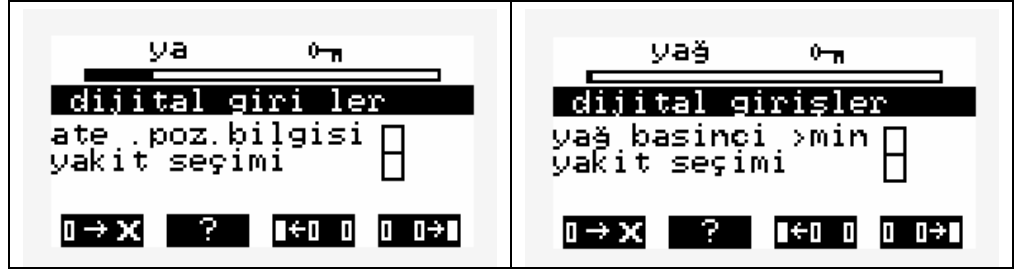 ya
dijital giri ler
ate .poz.bilgisi
yakit seçimi
?
yağ
dijital girişler
yağ basinci >min
yakit seçimi
?